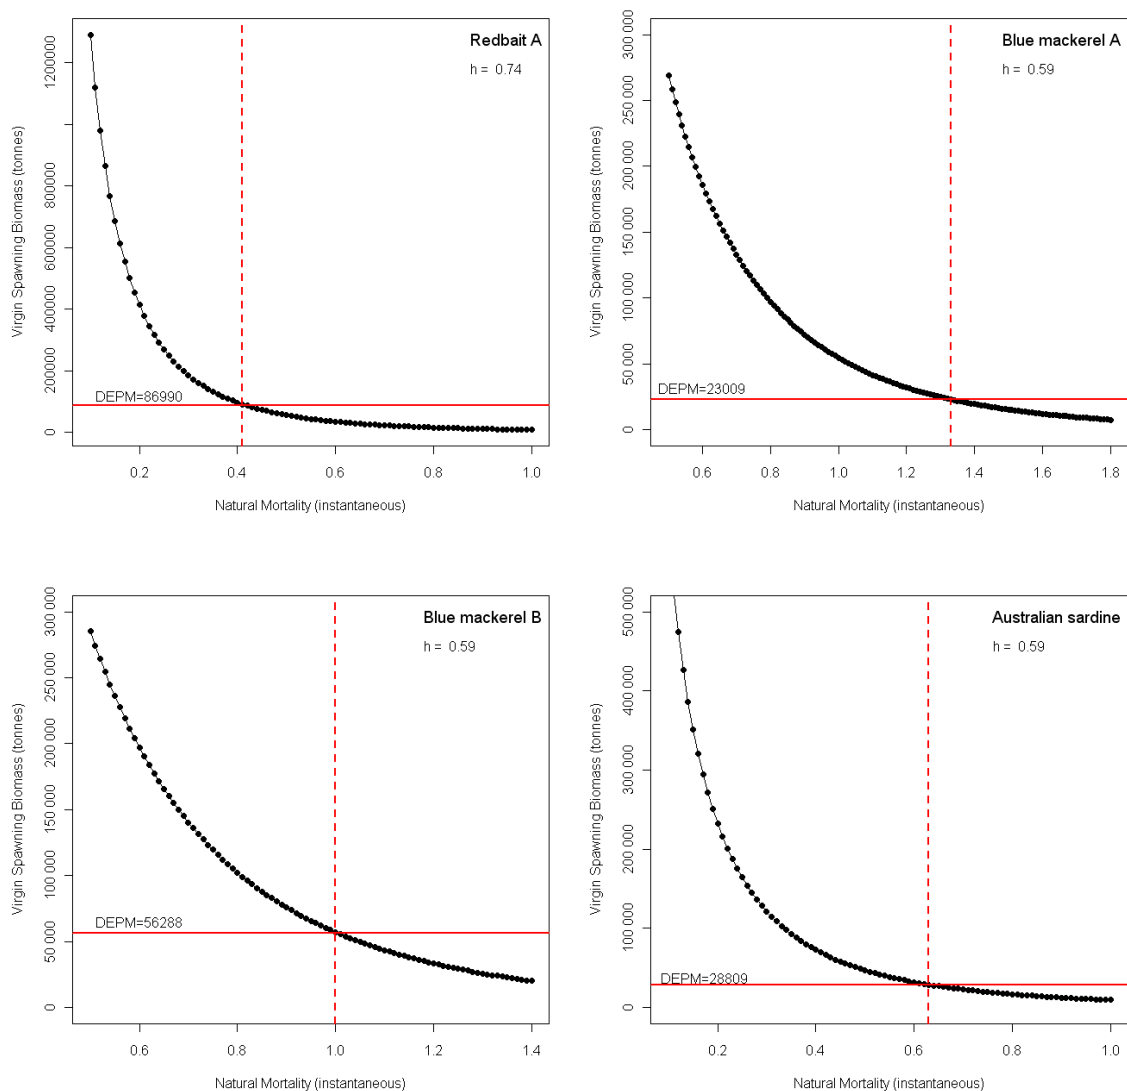 Redbait A
h = 0.74
Virgin Spawning Biomass (tonnes)
1200000
800000
600000
400000
200000
0
DEPM=86990
0.2 0.4 0.6 0.8 1.0
Natural Mortality (instantaneous)
Blue mackerel A
h = 0.59
Virgin Spawning Biomass (tonnes)
300 000
250 000
200 000
150 000
100 000
50 000
0
DEPM=23009
0.6 0.8 1.0 1.2 1.4 1.6 1.8
Natural Mortality (instantaneous)
Blue mackerel B
h = 0.59
Virgin Spawning Biomass (tonnes)
300 000
250 000
200 000
150 000
100 000
50 000
0
DEPM=56288
0.6 0.8 1.0 1.2 1.4
Natural Mortality (instantaneous)
Australian sardine
h = 0.59
Virgin Spawning Biomass (tonnes)
500 000
400 000
300 000
200 000
100 000
0
DEPM=28809
0.2 0.4 0.6 0.8 1.0
Natural Mortality (instantaneous)